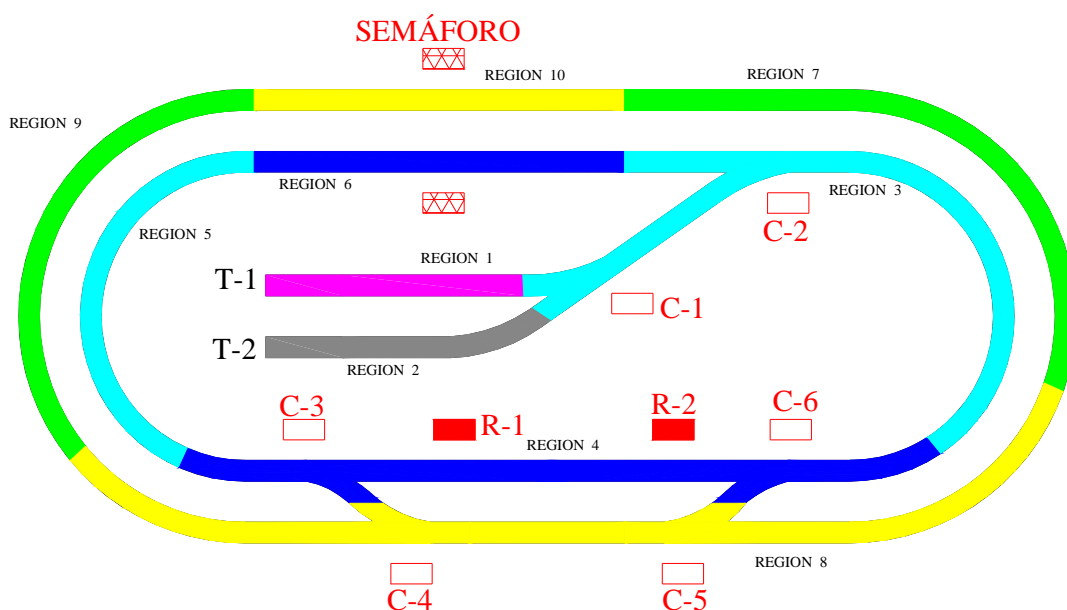 SEMÁFORO
REGION 10
REGION 7
REGION 9
REGION 6
REGION 3
C-2
REGION 5
REGION 1
T-1
C-1
T-2
REGION 2
C-3
R-1
R-2
C-6
REGION 4
REGION 8
C-4
C-5